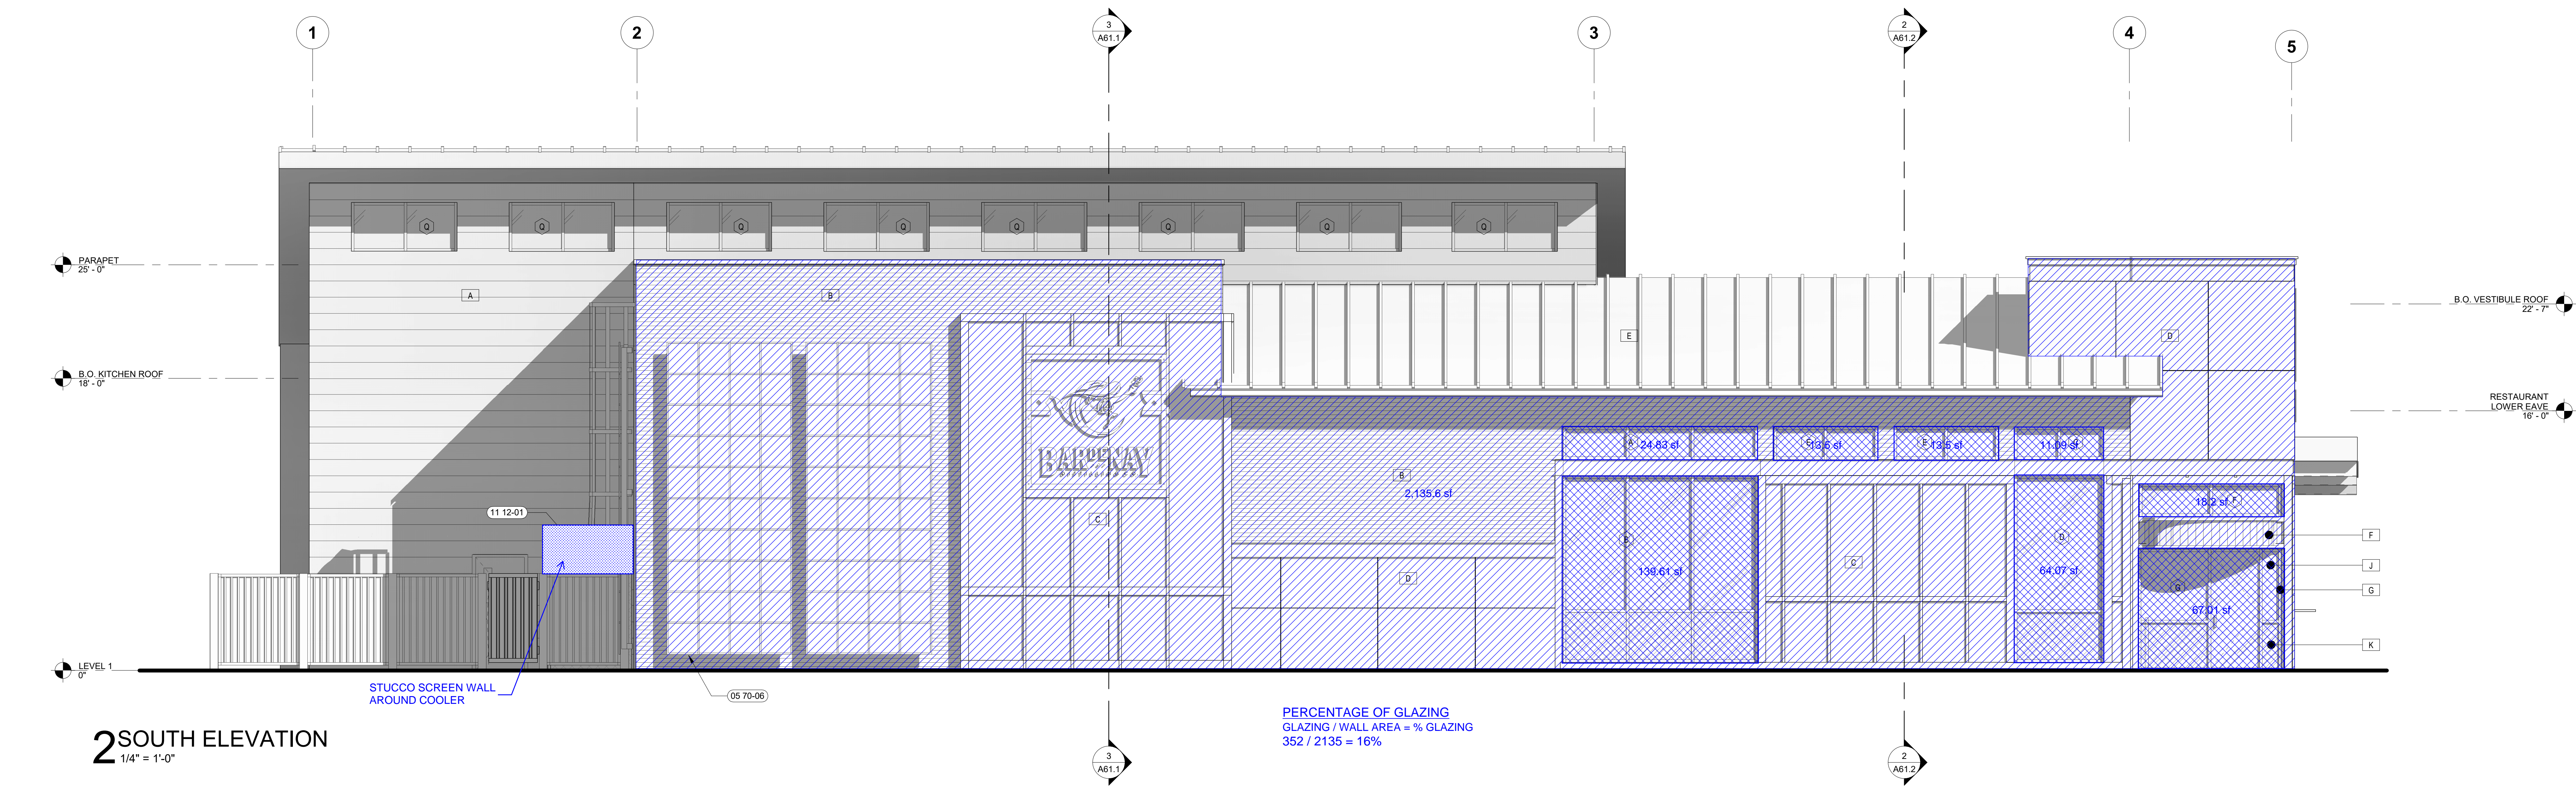 1
2
3
A61.1
3
2
A61.2
4
5
Q
Q
Q
Q
Q
Q
Q
Q
PARAPET
25' - 0"
A
B
B.O. VESTIBULE ROOF
22' - 7"
E
D
B.O. KITCHEN ROOF
18' - 0"
RESTAURANT
LOWER EAVE
16' - 0"
BARDENAY
A
24.83 sf
E
13.5 sf
E
13.5 sf
11.09 sf
B
2,135.6 sf
18.2 sf
F
11 12-01
C
F
B
D
C
J
139.61 sf
64.07 sf
D
G
G
67.01 sf
K
LEVEL 1
0"
STUCCO SCREEN WALL
AROUND COOLER
05 70-06
PERCENTAGE OF GLAZING
GLAZING / WALL AREA = % GLAZING
352 / 2135 = 16%
2
SOUTH ELEVATION
1/4" = 1'-0"
3
A61.1
2
A61.2